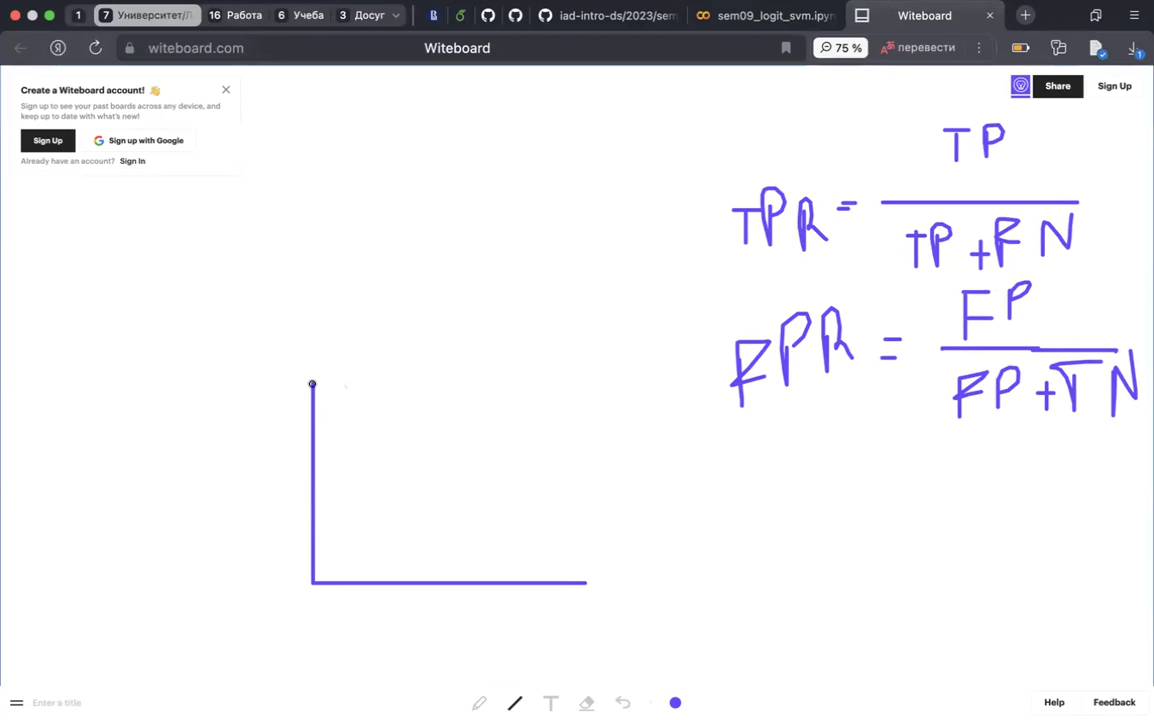 1
7 Университет/Л
16 Работа
6 Учеба
3 Досуг
iad-intro-ds/2023/sem
sem09_logit_svm.ipyn
Witeboard
witeboard.com
Witeboard
75 %
перевести
1
Create a Witeboard account! 👋
Sign up to see your past boards across any device, and
keep up to date with what's new!
Sign Up
Sign up with Google
Already have an account? Sign In
Share
Sign Up
TP
TPR =
TP + FN
FP
FPR =
FP + TN
Enter a title
Help
Feedback